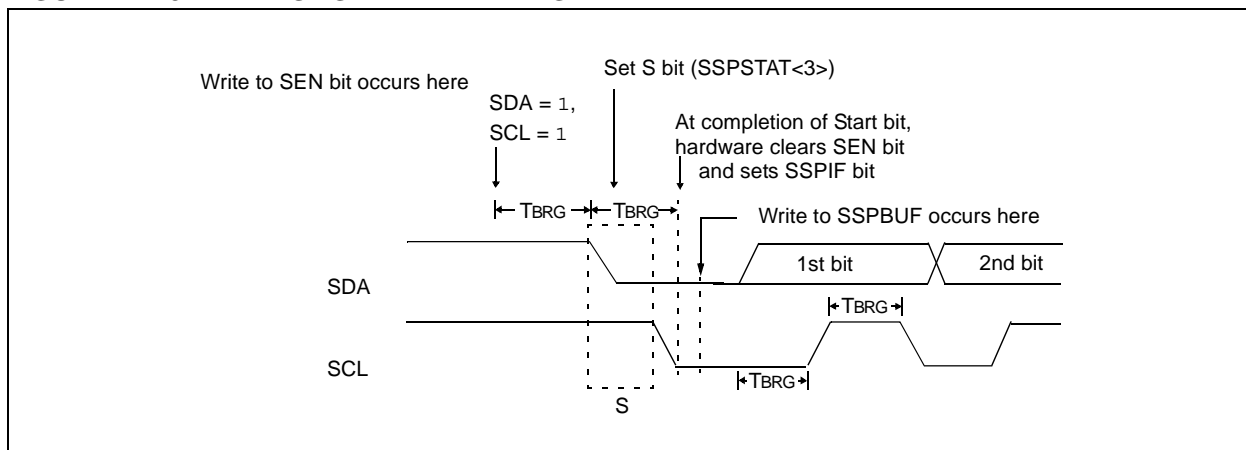 Write to SEN bit occurs here
Set S bit (SSPSTAT<3>)
SDA = 1,
SCL = 1
At completion of Start bit,
hardware clears SEN bit
and sets SSPIF bit
TBRG
TBRG
Write to SSPBUF occurs here
1st bit
2nd bit
SDA
TBRG
SCL
TBRG
S